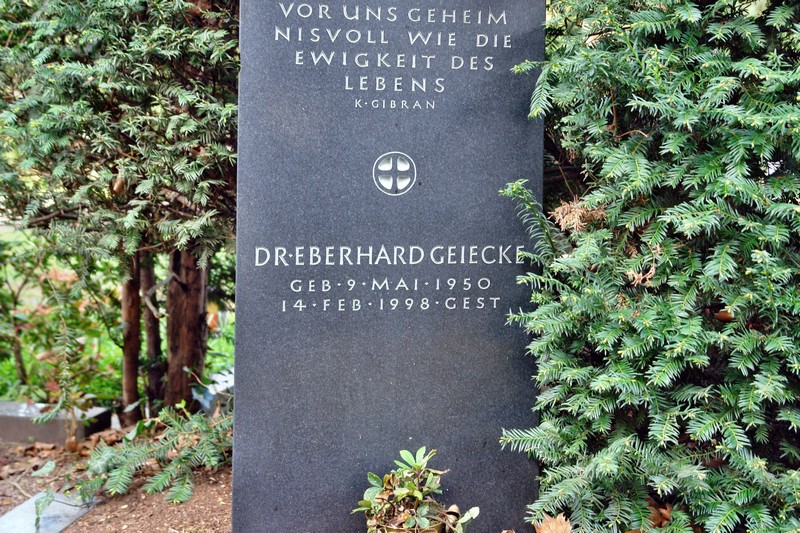 VOR UNS GEHEIM
NISVOLL WIE DIE
EWIGKEIT DES
LEBENS
K·GIBRAN
DR·EBERHARD GEIECKE
GEB·9·MAI·1950
14·FEB·1998·GEST